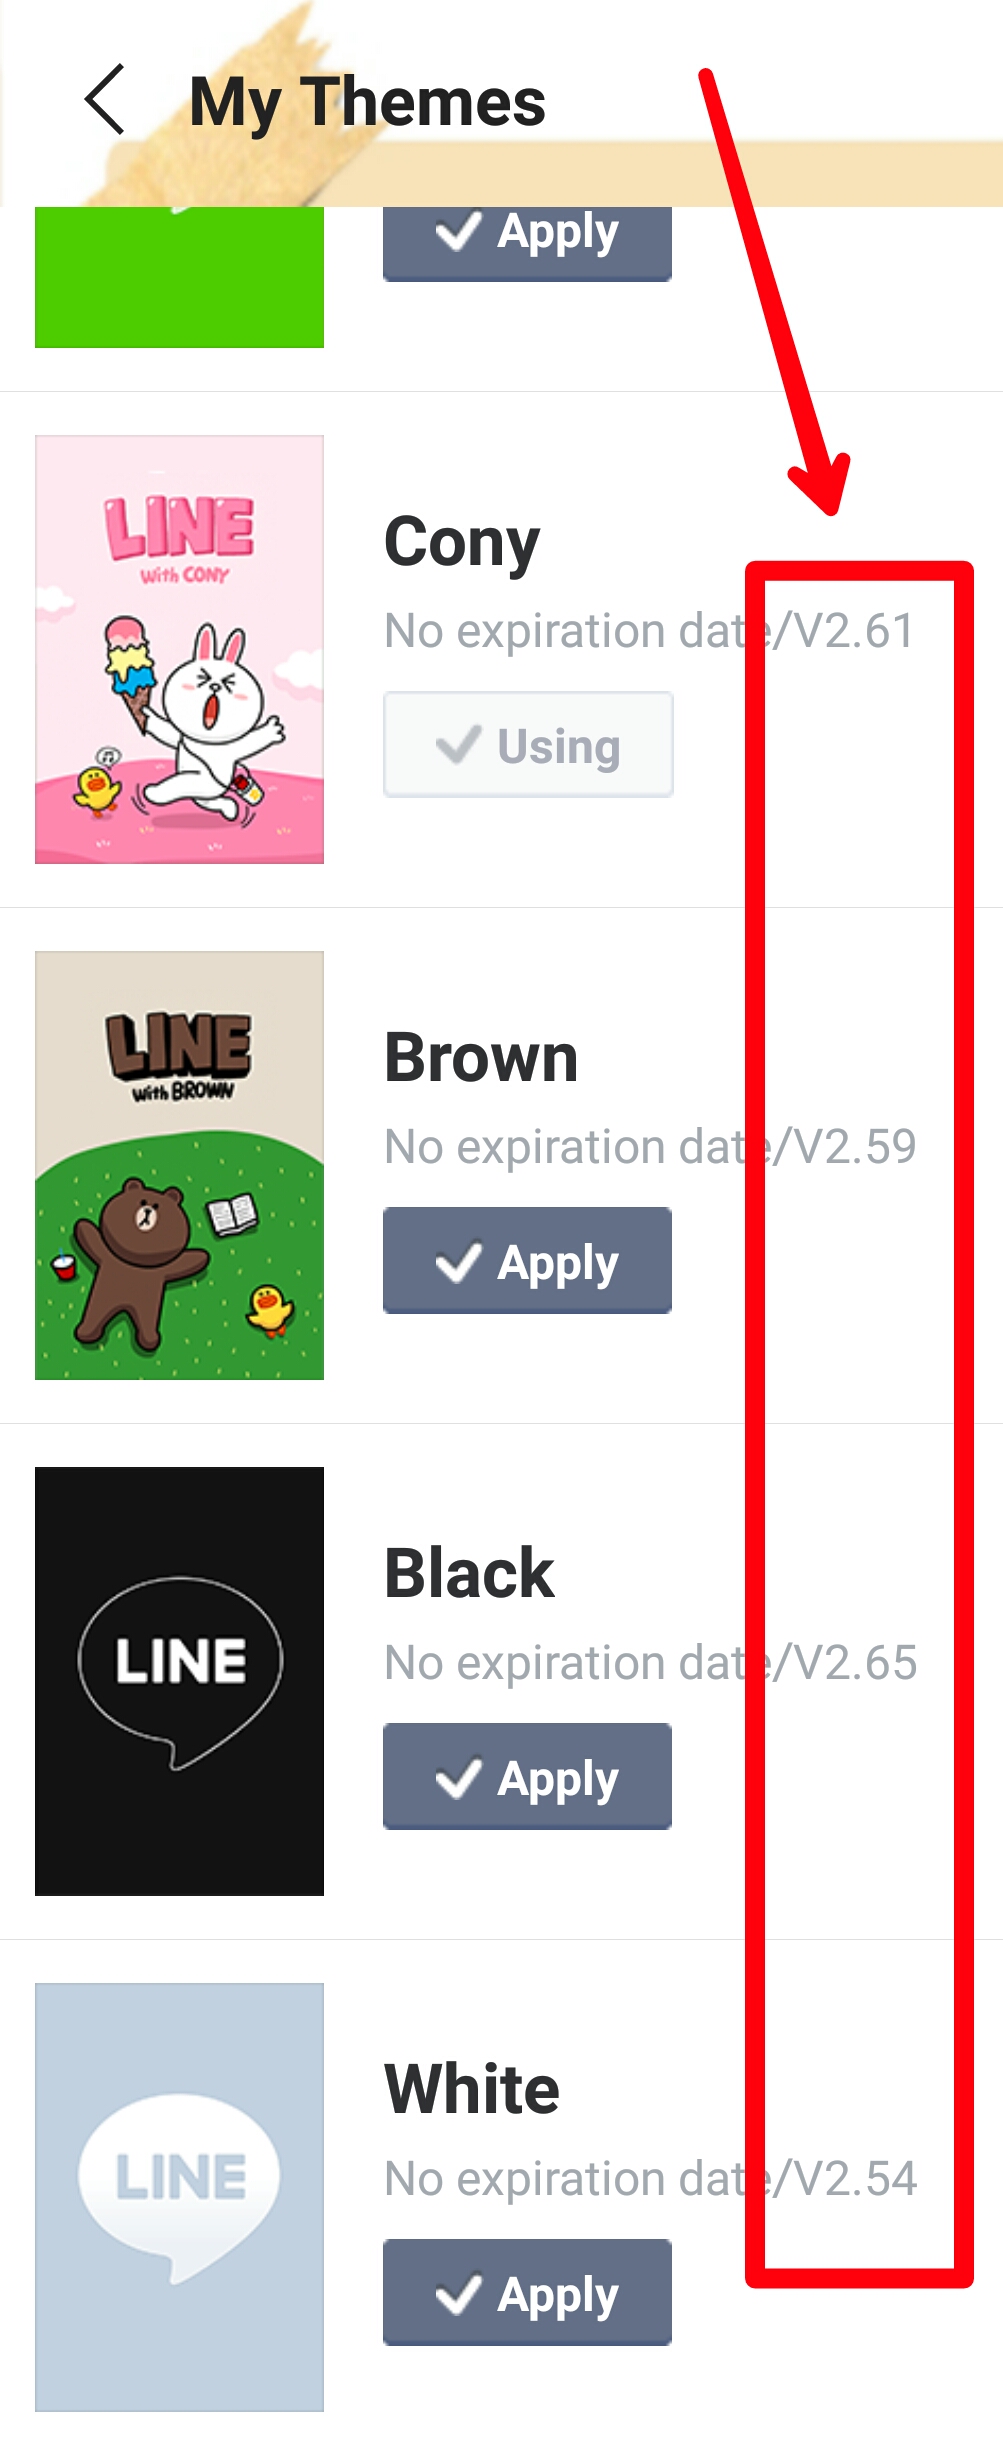 My Themes
Apply
LINE
With CONY
Cony
No expiration date/V2.61
Using
LINE
With BROWN
Brown
No expiration date/V2.59
Apply
LINE
Black
No expiration date/V2.65
Apply
LINE
White
No expiration date/V2.54
Apply